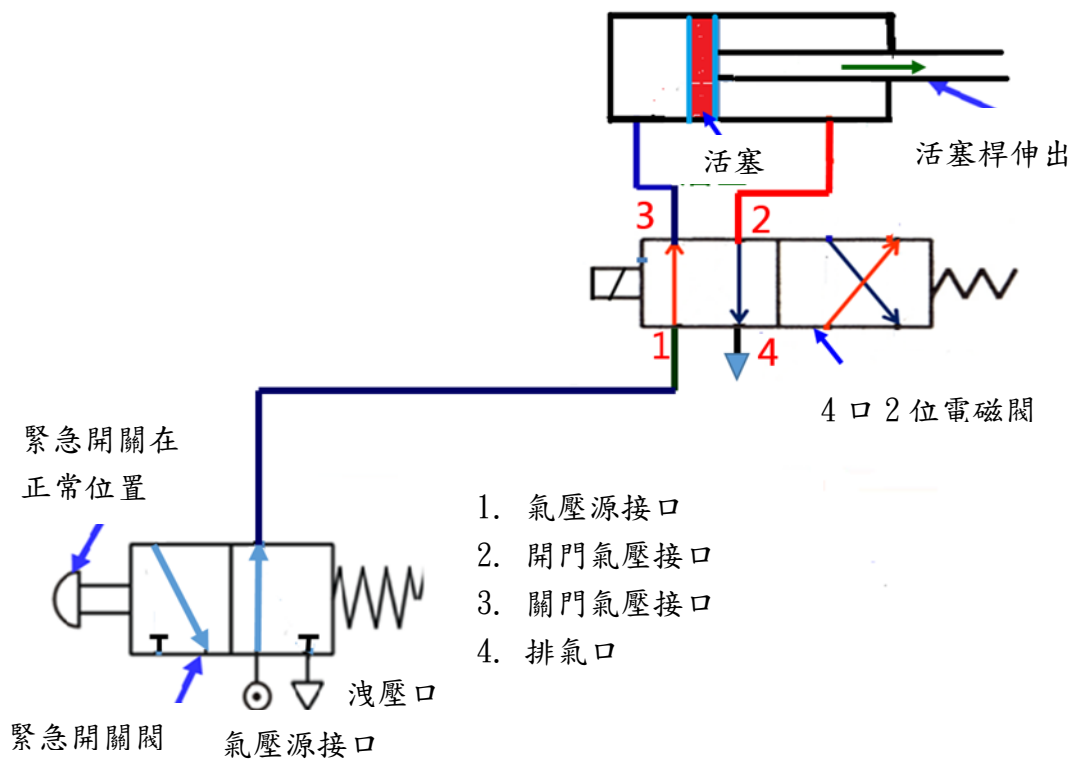 活塞
活塞桿伸出
3
2
1
4
4口2位電磁閥
緊急開關在
正常位置
1. 氣壓源接口
2. 開門氣壓接口
3. 關門氣壓接口
4. 排氣口
洩壓口
緊急開關閥
氣壓源接口